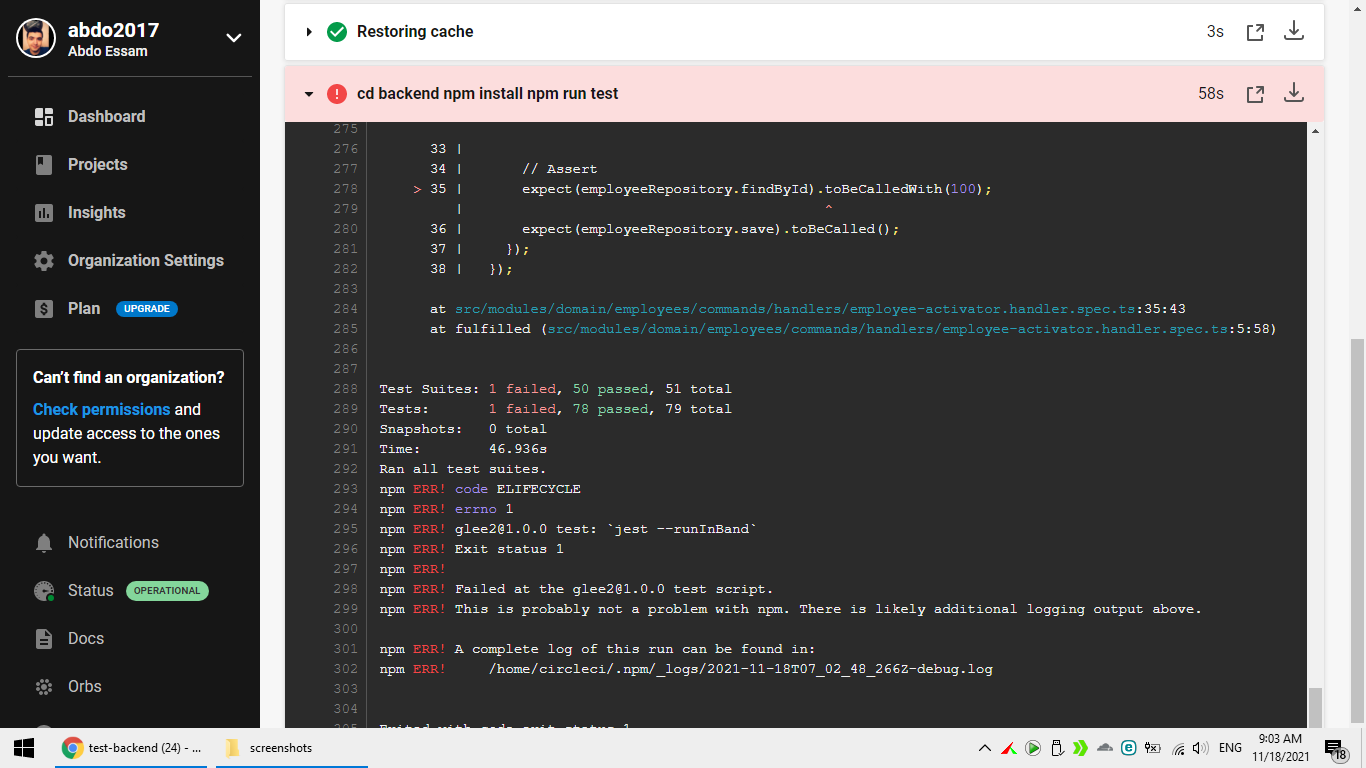 abdo2017
Abdo Essam
Dashboard
Projects
Insights
Organization Settings
Plan UPGRADE
Can't find an organization?
Check permissions and
update access to the ones
you want.
Notifications
Status OPERATIONAL
Docs
Orbs
Restoring cache 3s
cd backend npm install npm run test 58s
275
276 33 |
277 34 | // Assert
278 > 35 | expect(employeeRepository.findById).toBeCalledWith(100);
279 | ^
280 36 | expect(employeeRepository.save).toBeCalled();
281 37 | });
282 38 | });
283
284 at src/modules/domain/employees/commands/handlers/employee-activator.handler.spec.ts:35:43
285 at fulfilled (src/modules/domain/employees/commands/handlers/employee-activator.handler.spec.ts:5:58)
286
287
288 Test Suites: 1 failed, 50 passed, 51 total
289 Tests: 1 failed, 78 passed, 79 total
290 Snapshots: 0 total
291 Time: 46.936s
292 Ran all test suites.
293 npm ERR! code ELIFECYCLE
294 npm ERR! errno 1
295 npm ERR! glee2@1.0.0 test: `jest --runInBand`
296 npm ERR! Exit status 1
297 npm ERR!
298 npm ERR! Failed at the glee2@1.0.0 test script.
299 npm ERR! This is probably not a problem with npm. There is likely additional logging output above.
300
301 npm ERR! A complete log of this run can be found in:
302 npm ERR! /home/circleci/.npm/_logs/2021-11-18T07_02_48_266Z-debug.log
303
304
305 Exited with code exit status 1
test-backend (24) - ...
screenshots
ENG
9:03 AM
11/18/2021
18